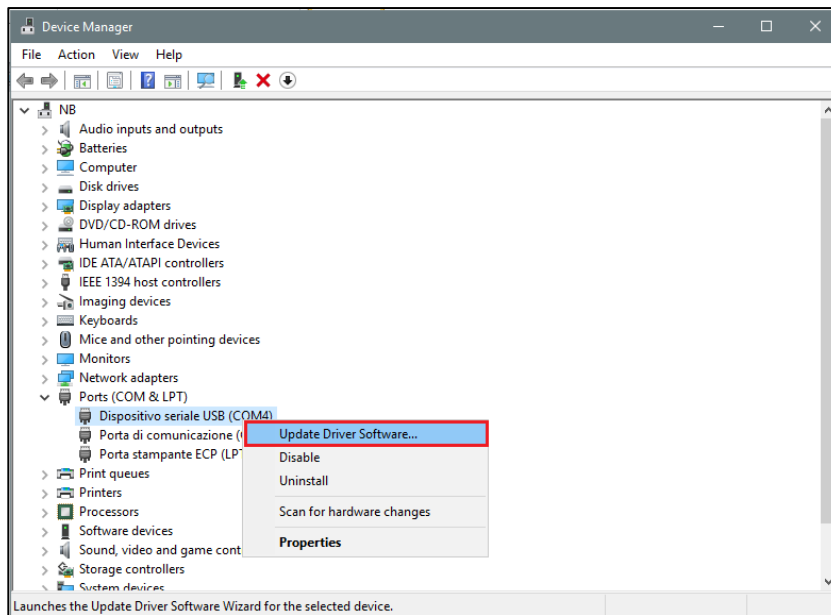 Device Manager
File Action View Help
NB
Audio inputs and outputs
Batteries
Computer
Disk drives
Display adapters
DVD/CD-ROM drives
Human Interface Devices
IDE ATA/ATAPI controllers
IEEE 1394 host controllers
Imaging devices
Keyboards
Mice and other pointing devices
Monitors
Network adapters
Ports (COM & LPT)
Dispositivo seriale USB (COM4)
Porta di comunicazione (
Porta stampante ECP (LPT
Update Driver Software...
Disable
Uninstall
Scan for hardware changes
Properties
Print queues
Printers
Processors
Software devices
Sound, video and game cont
Storage controllers
System devices
Launches the Update Driver Software Wizard for the selected device.